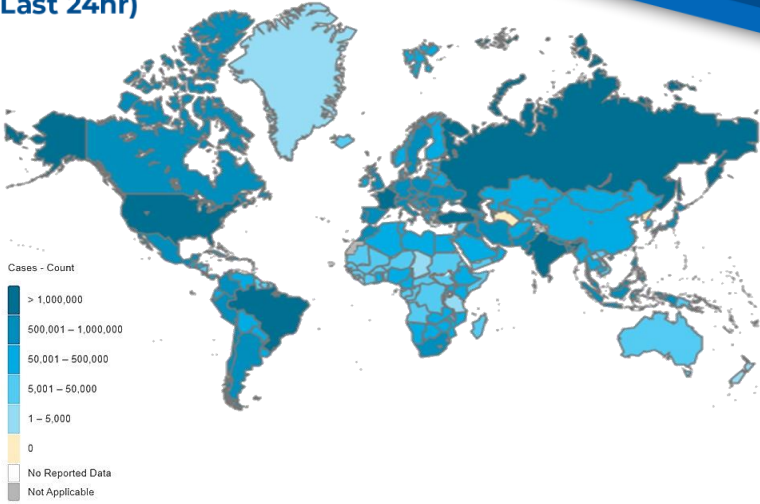 Last 24hr)
Cases - Count
> 1,000,000
500,001 – 1,000,000
50,001 – 500,000
5,001 – 50,000
1 – 5,000
0
No Reported Data
Not Applicable